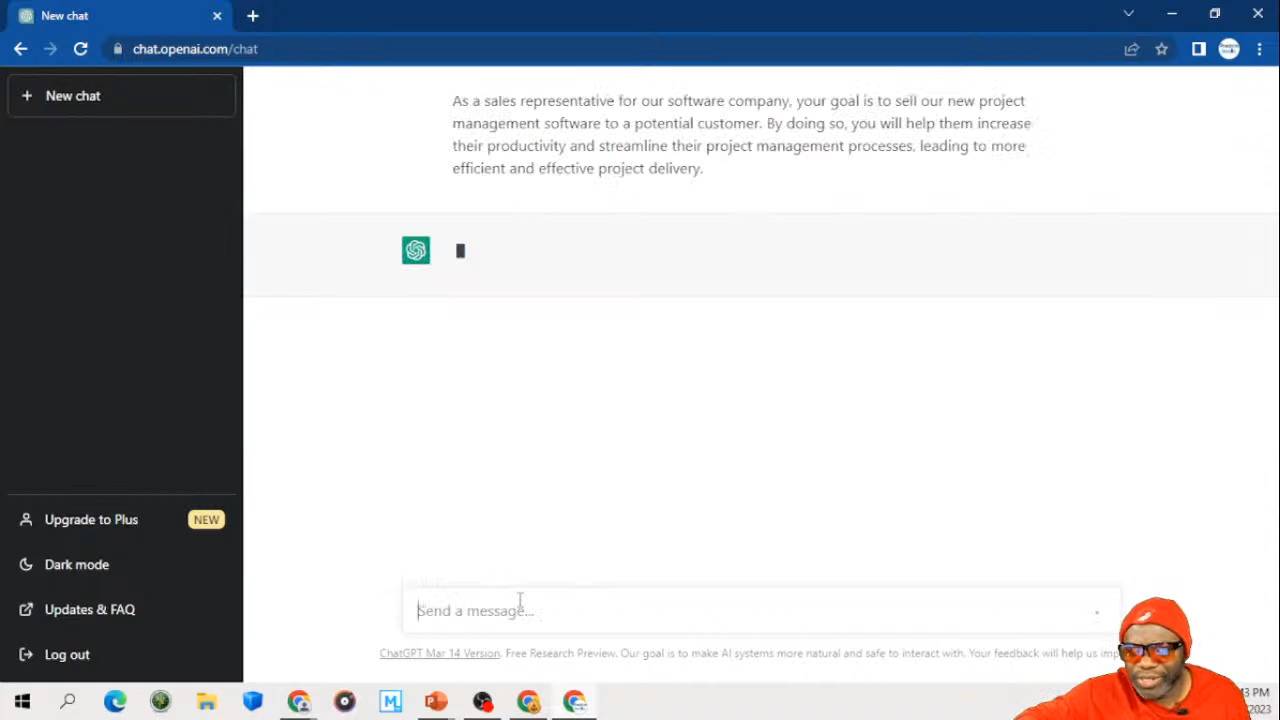 New chat
chat.openai.com/chat
New chat
As a sales representative for our software company, your goal is to sell our new project
management software to a potential customer. By doing so, you will help them increase
their productivity and streamline their project management processes, leading to more
efficient and effective project delivery.
Upgrade to Plus NEW
Dark mode
Send a message...
Updates & FAQ
ChatGPT Mar 14 Version. Free Research Preview. Our goal is to make AI systems more natural and safe to interact with. Your feedback will help us
Log out
PM